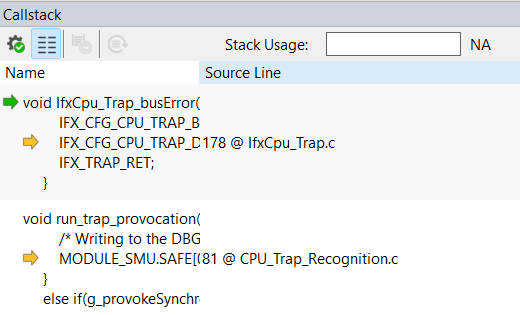 Callstack
Stack Usage: NA
Name Source Line
void IfxCpu_Trap_busError(
IFX_CFG_CPU_TRAP_B
IFX_CFG_CPU_TRAP_D 178 @ IfxCpu_Trap.c
IFX_TRAP_RET;
}
void run_trap_provocation(
/* Writing to the DBG
MODULE_SMU.SAFE[ 81 @ CPU_Trap_Recognition.c
}
else if(g_provokeSynchr